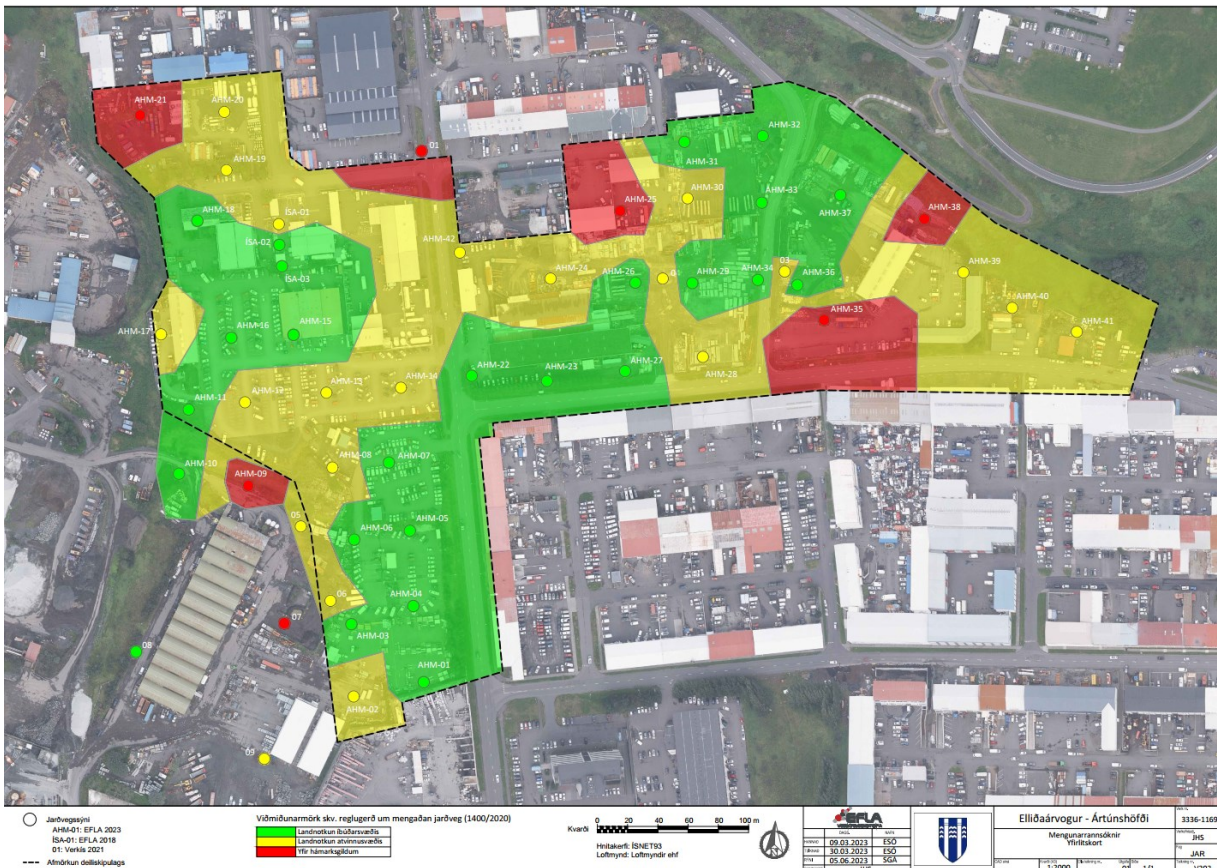 AHM-21
AHM-20
AHM-19
01
AHM-18
ÍSA-01
ÍSA-02
ÍSA-03
AHM-17
AHM-16
AHM-15
AHM-42
AHM-24
AHM-25
AHM-26
AHM-30
AHM-31
AHM-32
AHM-33
AHM-37
AHM-38
03
AHM-29
AHM-34
AHM-36
AHM-35
AHM-39
AHM-40
AHM-41
AHM-28
AHM-27
AHM-23
AHM-22
AHM-14
AHM-13
AHM-12
AHM-11
AHM-10
AHM-09
AHM-08
AHM-07
AHM-06
AHM-05
05
06
AHM-04
AHM-03
07
08
AHM-01
AHM-02
Jarðvegssýni
AHM-01: EFLA 2023
ÍSA-01: EFLA 2018
01: Verkís 2021
Afmörkun deiliskipulags
Viðmiðunarmörk skv. reglugerð um mengaðan jarðveg (1400/2020)
Landnotkun íbúðarsvæðis
Landnotkun atvinnusvæðis
Yfir hámarksgildum
Kvarði
0 20 40 60 80 100 m
Hnitakerfi: ÍSNET93
Loftmynd: Loftmyndir ehf
EFLA
09.03.2023 ESÓ
30.03.2023 ESÓ
05.06.2023 SGA
Elliðaárvogur - Ártúnshöfði
Mengunarrannsóknir
Yfirlitskort
3336-1169
JHS
JAR